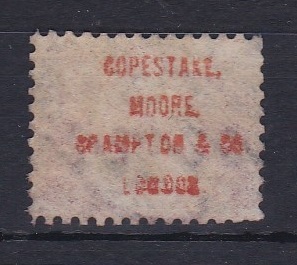 COPESTAKE,
MOORE,
CRAMPTON & CO.
LONDON